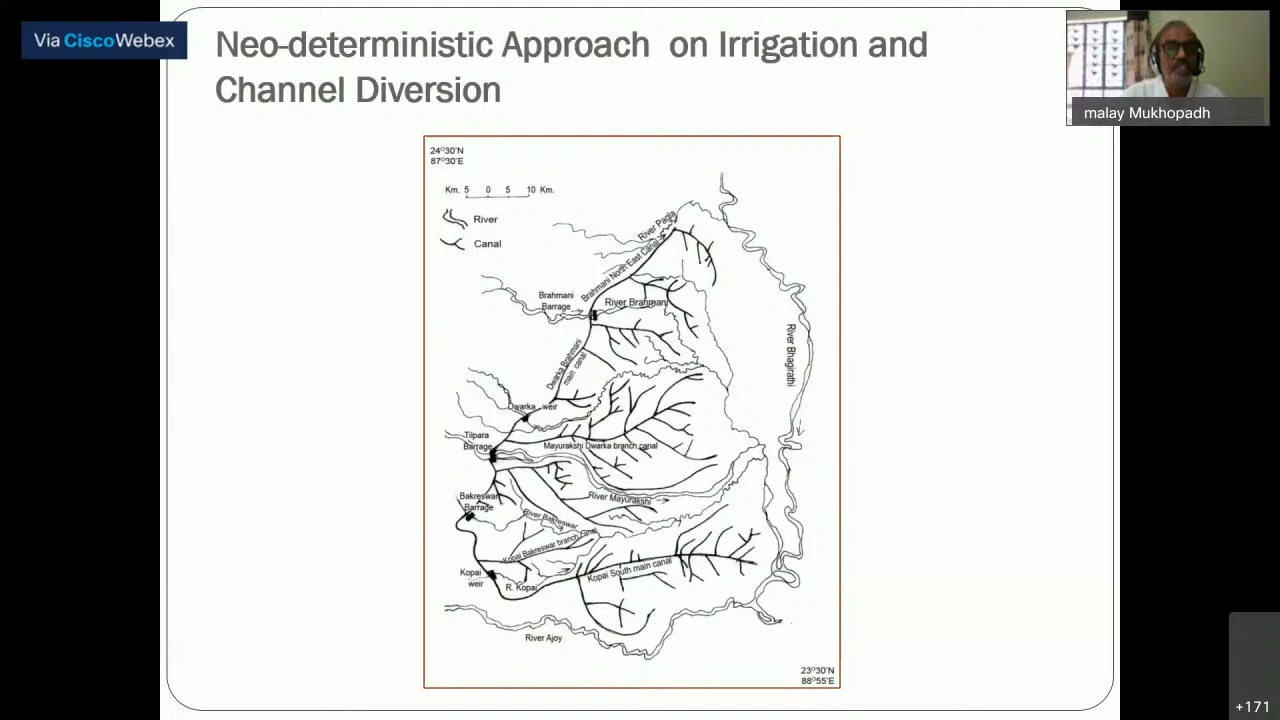 Via Cisco Webex
Neo-deterministic Approach on Irrigation and
Channel Diversion
malay Mukhopadh
24°30'N
87°30'E
Km. 5 0 5 10 Km.
River
Canal
River Pagla
Brahmani North East Canal
Brahmani
Barrage
River Brahmani
River Bhagirathi
Dwarka Brahmani
main canal
Dwarka weir
Tilpara
Barrage
Mayurakshi Dwarka branch canal
River Mayurakshi
Bakreswar
Barrage
River Bakreswar
Kopai Bakreswar branch canal
Kopai
weir
R. Kopai
Kopai South main canal
River Ajoy
23°30'N
88°55'E
+171